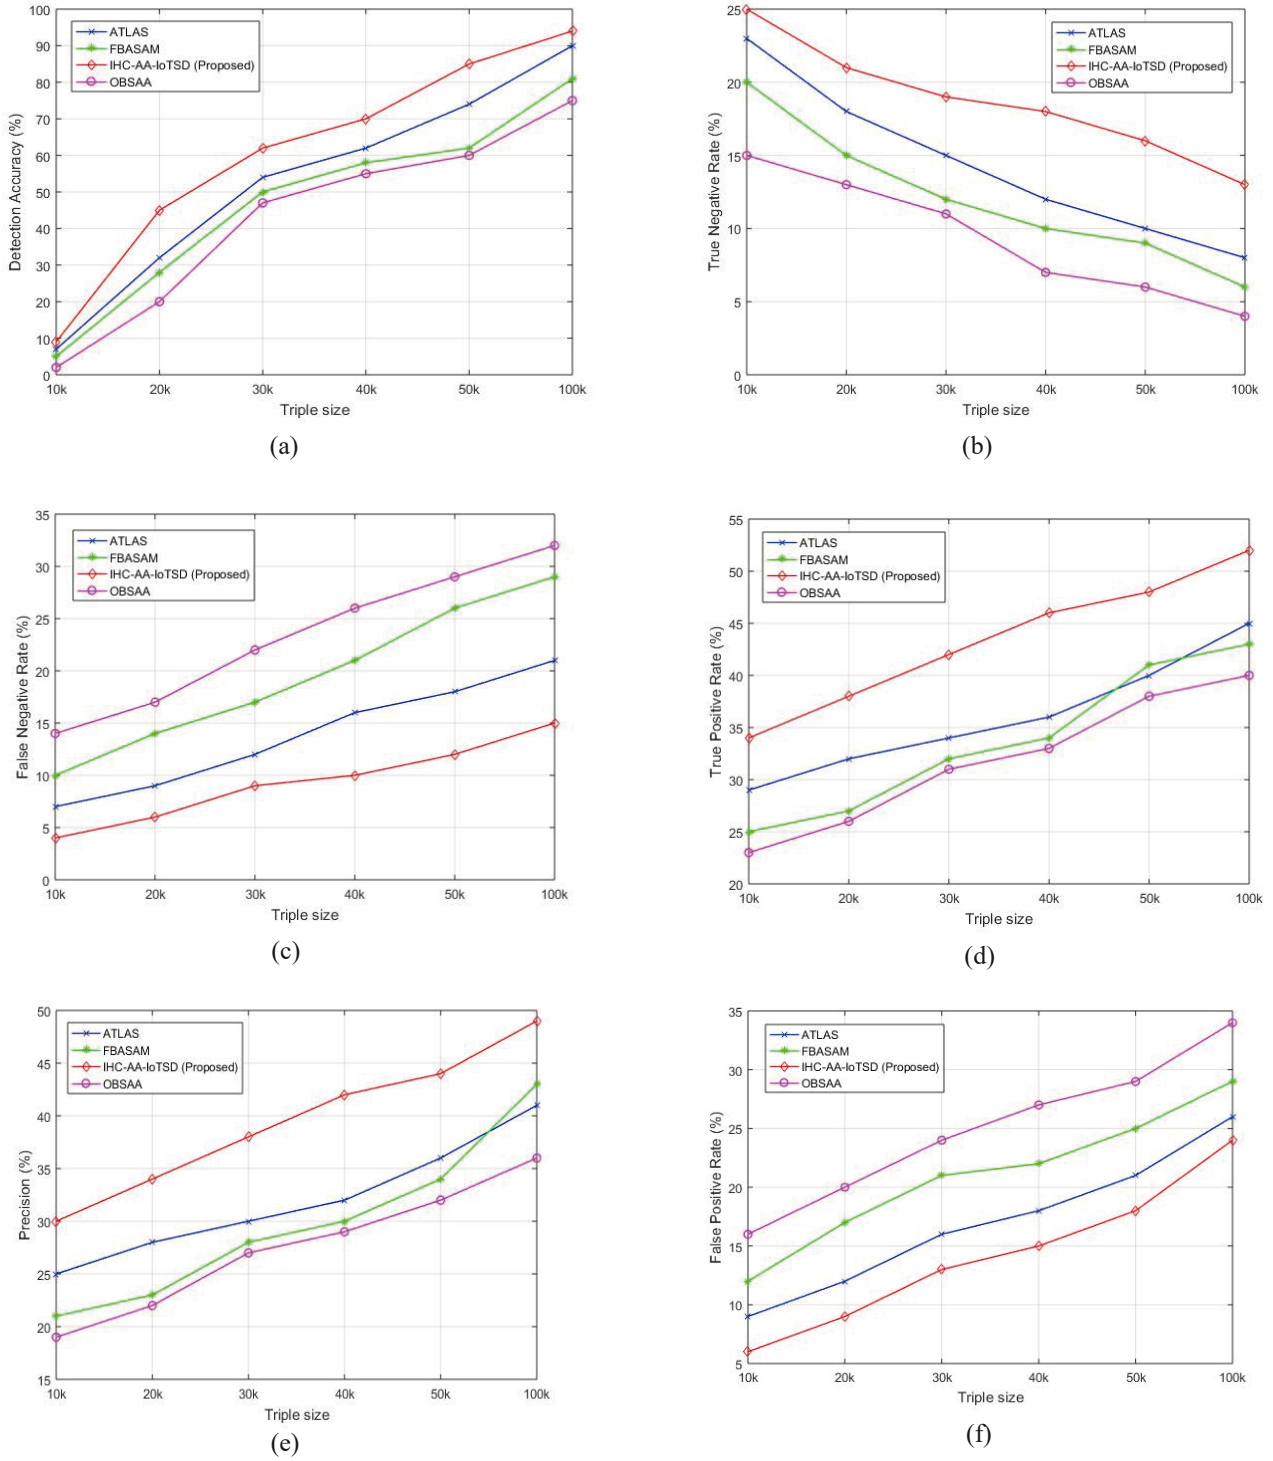 100
90
80
70
60
50
40
30
20
10
0
Detection Accuracy (%)
ATLAS
FBASAM
IHC-AA-IoTSD (Proposed)
OBSAA
10k 20k 30k 40k 50k 100k
Triple size
(a)
25
20
15
10
5
0
True Negative Rate (%)
ATLAS
FBASAM
IHC-AA-IoTSD (Proposed)
OBSAA
10k 20k 30k 40k 50k 100k
Triple size
(b)
35
30
25
20
15
10
5
0
False Negative Rate (%)
ATLAS
FBASAM
IHC-AA-IoTSD (Proposed)
OBSAA
10k 20k 30k 40k 50k 100k
Triple size
(c)
55
50
45
40
35
30
25
20
True Positive Rate (%)
ATLAS
FBASAM
IHC-AA-IoTSD (Proposed)
OBSAA
10k 20k 30k 40k 50k 100k
Triple size
(d)
50
45
40
35
30
25
20
15
Precision (%)
ATLAS
FBASAM
IHC-AA-IoTSD (Proposed)
OBSAA
10k 20k 30k 40k 50k 100k
Triple size
(e)
35
30
25
20
15
10
5
False Positive Rate (%)
ATLAS
FBASAM
IHC-AA-IoTSD (Proposed)
OBSAA
10k 20k 30k 40k 50k 100k
Triple size
(f)